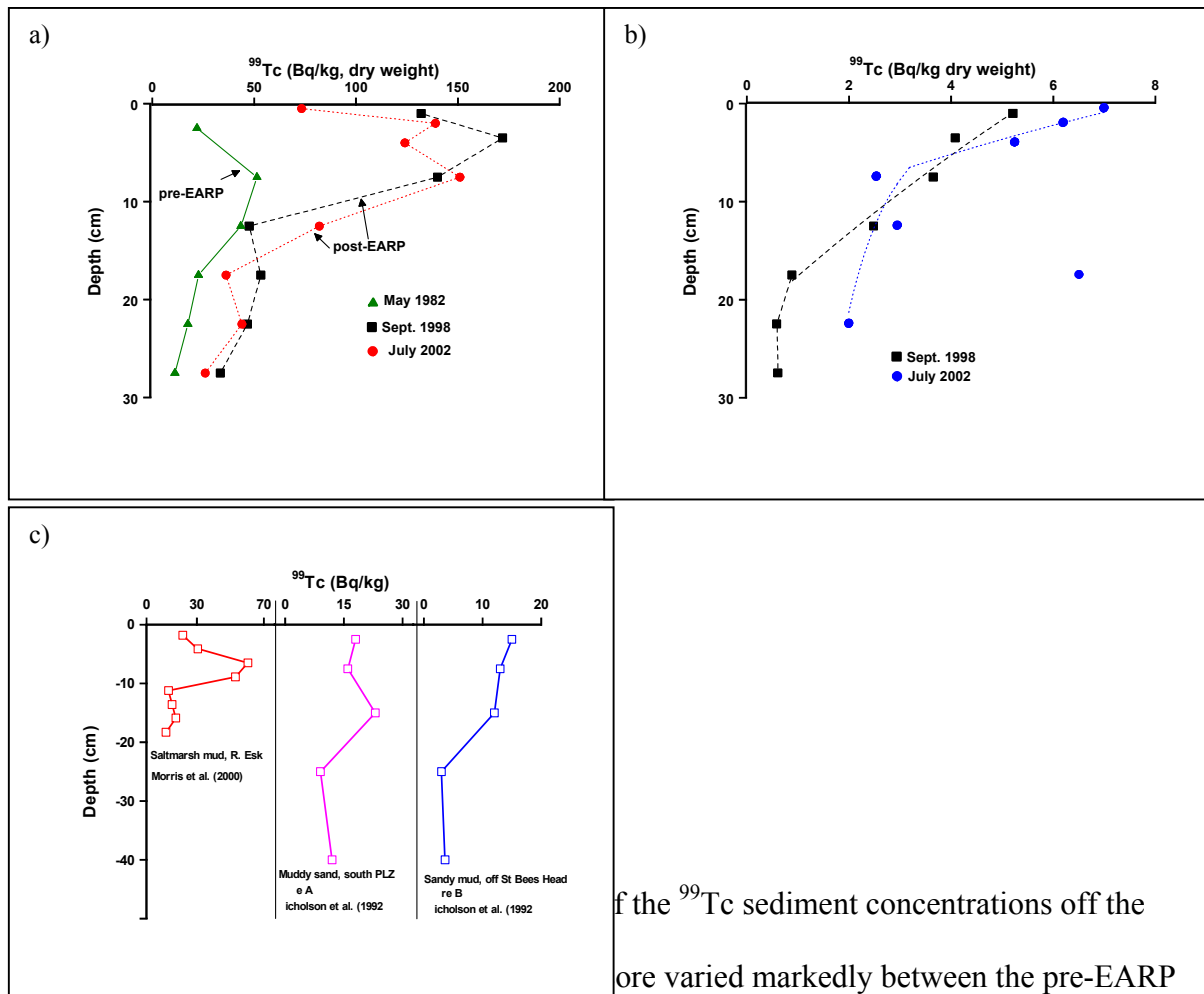 a)
⁹⁹Tc (Bq/kg, dry weight)
0 50 100 150 200
0
10
20
30
Depth (cm)
pre-EARP
post-EARP
May 1982
Sept. 1998
July 2002
b)
⁹⁹Tc (Bq/kg dry weight)
0 2 4 6 8
0
10
20
30
Depth (cm)
Sept. 1998
July 2002
c)
⁹⁹Tc (Bq/kg)
0 30 70 0 15 30 0 10 20
0
-10
-20
-30
-40
Depth (cm)
Saltmarsh mud, R. Esk
Morris et al. (2000)
Muddy sand, south PLZ
e A
icholson et al. (1992
Sandy mud, off St Bees Head
re B
icholson et al. (1992
f the ⁹⁹Tc sediment concentrations off the
ore varied markedly between the pre-EARP